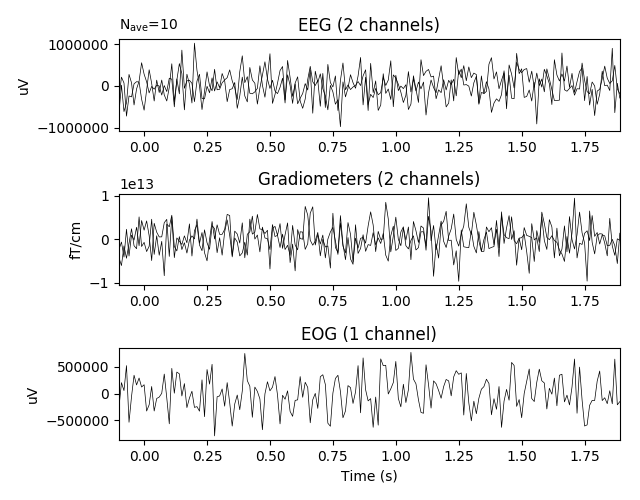 N_ave=10
EEG (2 channels)
1000000
0
−1000000
uV
0.00 0.25 0.50 0.75 1.00 1.25 1.50 1.75
1e13
Gradiometers (2 channels)
1
0
−1
fT/cm
0.00 0.25 0.50 0.75 1.00 1.25 1.50 1.75
EOG (1 channel)
500000
0
−500000
uV
0.00 0.25 0.50 0.75 1.00 1.25 1.50 1.75
Time (s)